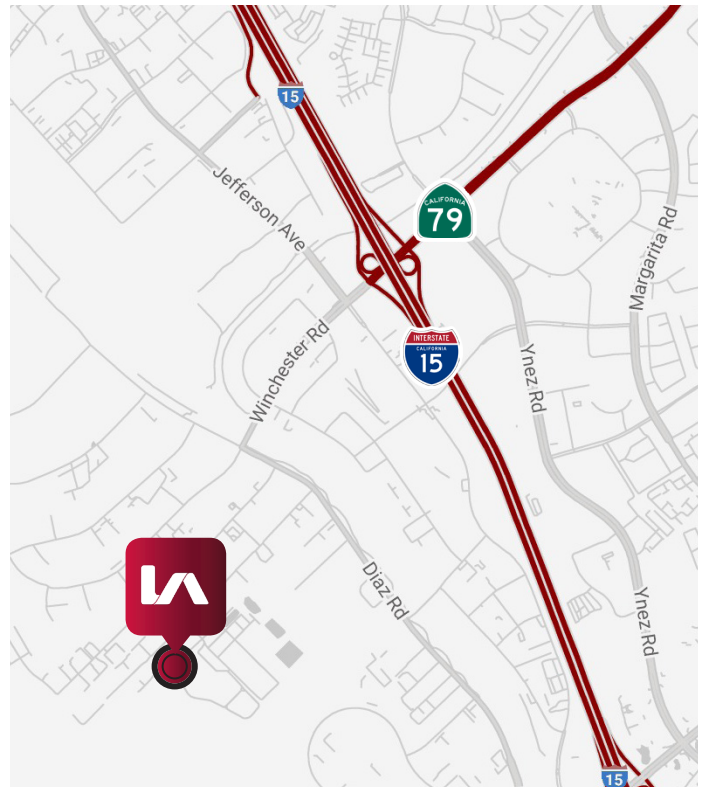 15
Jefferson Ave
CALIFORNIA
79
Margarita Rd
Winchester Rd
INTERSTATE
CALIFORNIA
15
Ynez Rd
Diaz Rd
Ynez Rd
15